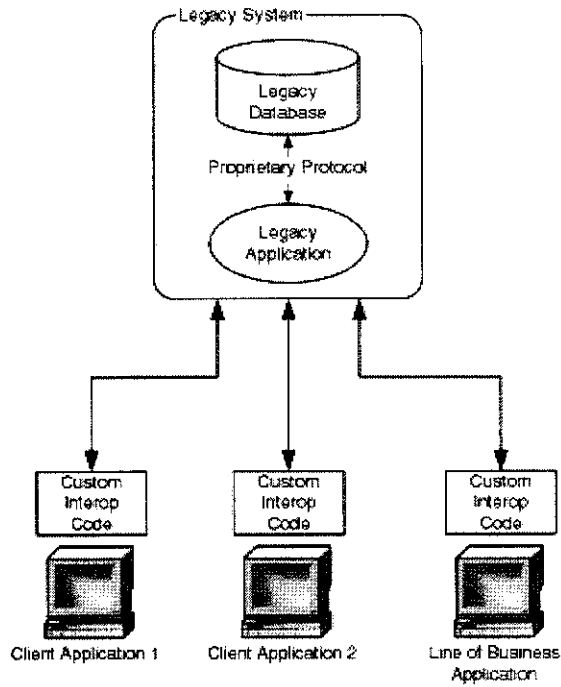 Legacy System
Legacy
Database
Proprietary Protocol
Legacy
Application
Custom
Interop
Code
Custom
Interop
Code
Custom
Interop
Code
Client Application 1
Client Application 2
Line of Business
Application